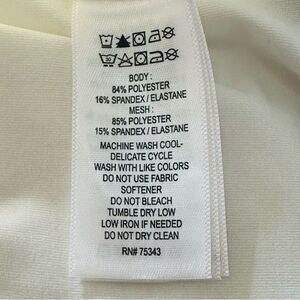 BODY :
84% POLYESTER
16% SPANDEX / ELASTANE
MESH :
85% POLYESTER
15% SPANDEX / ELASTANE
MACHINE WASH COOL-
DELICATE CYCLE
WASH WITH LIKE COLORS
DO NOT USE FABRIC
SOFTENER
DO NOT BLEACH
TUMBLE DRY LOW
LOW IRON IF NEEDED
DO NOT DRY CLEAN
RN# 75343